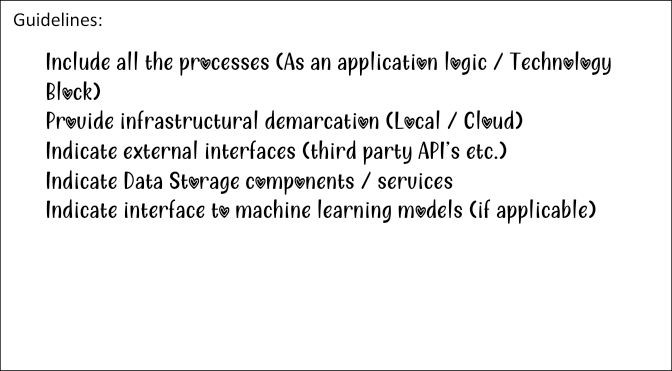 Guidelines:
Include all the processes (As an application logic / Technology
Block)
Provide infrastructural demarcation (Local / Cloud)
Indicate external interfaces (third party API's etc.)
Indicate Data Storage components / services
Indicate interface to machine learning models (if applicable)